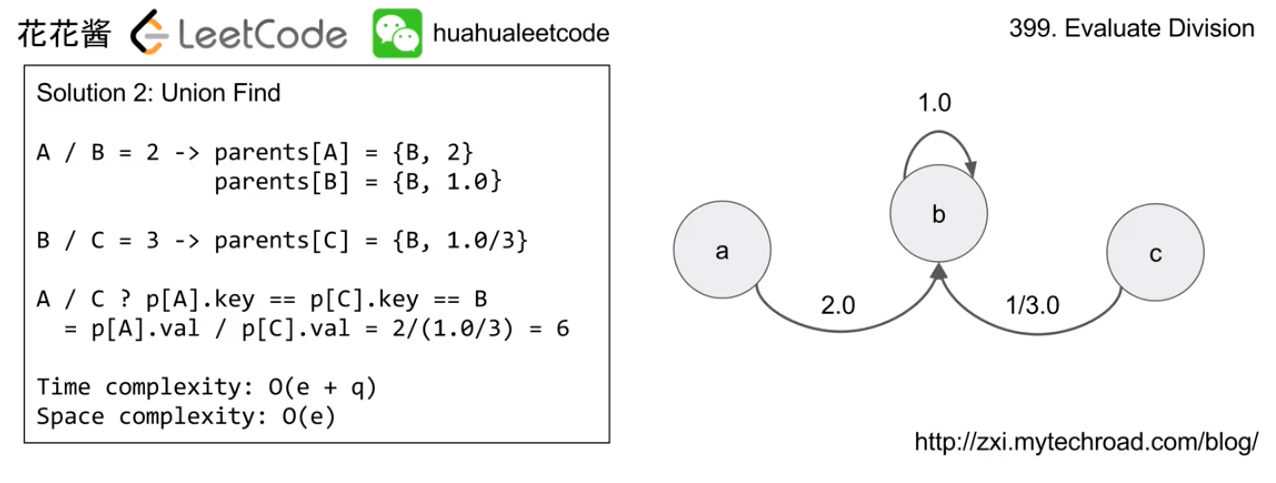 花花酱 LeetCode huahualeetcode
399. Evaluate Division
Solution 2: Union Find
A / B = 2 -> parents[A] = {B, 2}
parents[B] = {B, 1.0}
B / C = 3 -> parents[C] = {B, 1.0/3}
A / C ? p[A].key == p[C].key == B
= p[A].val / p[C].val = 2/(1.0/3) = 6
Time complexity: O(e + q)
Space complexity: O(e)
1.0
b
a
c
2.0
1/3.0
http://zxi.mytechroad.com/blog/